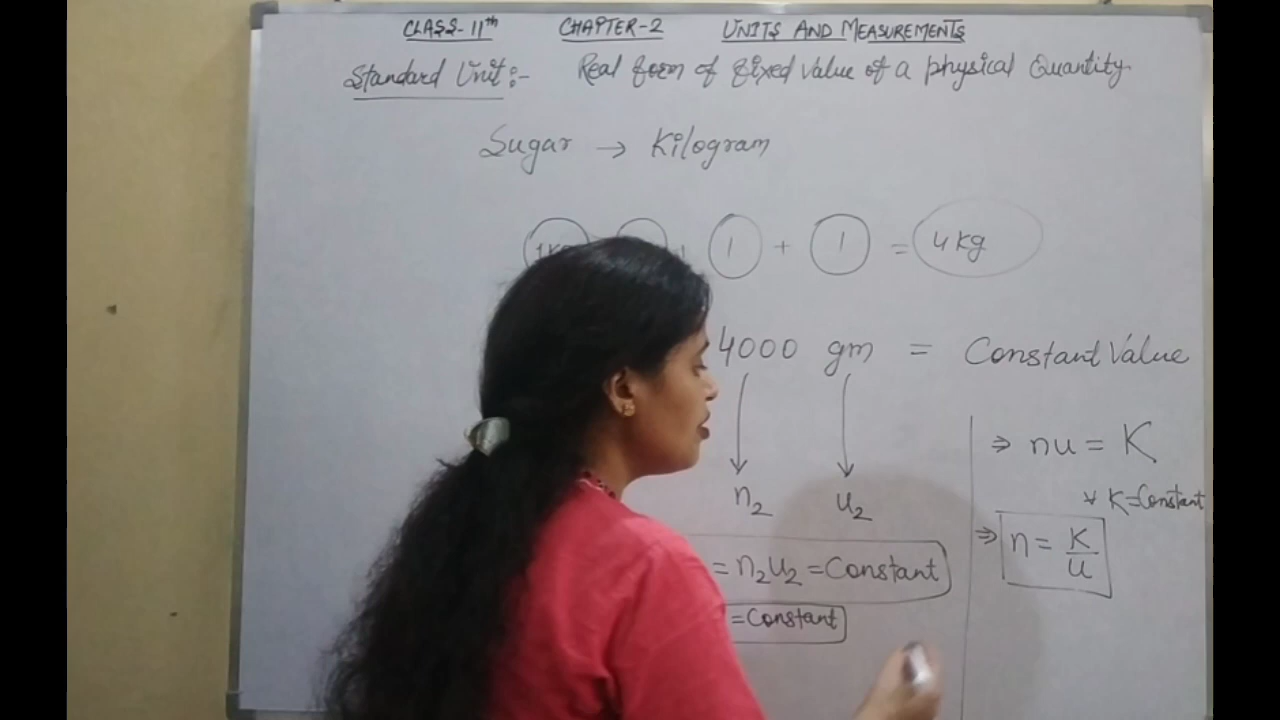 CLASS-11th CHAPTER-2 UNITS AND MEASUREMENTS
Standard Unit:- Real form of fixed value of a physical Quantity.
Sugar → Kilogram
1 + 1 = 4 Kg
4000 gm = Constant Value
n₂ u₂
= n₂u₂ = Constant
= Constant
⇒ nu = K
* K = Constant
⇒ n = K/u